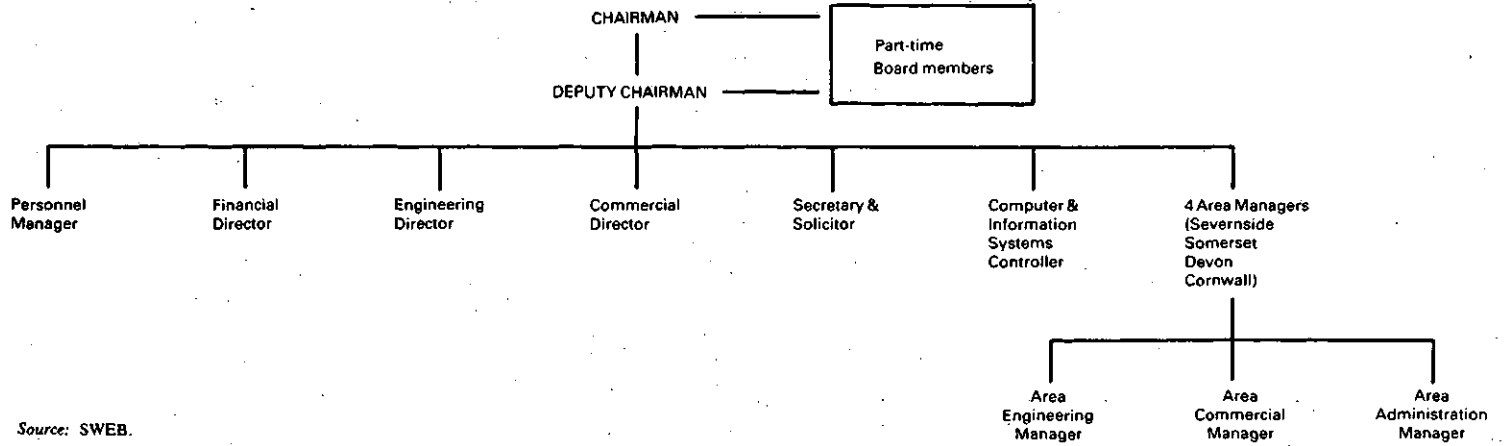 CHAIRMAN
Part-time
Board members
DEPUTY CHAIRMAN
Personnel
Manager
Financial
Director
Engineering
Director
Commercial
Director
Secretary &
Solicitor
Computer &
Information
Systems
Controller
4 Area Managers
(Severnside
Somerset
Devon
Cornwall)
Area
Engineering
Manager
Area
Commercial
Manager
Area
Administration
Manager
Source: SWEB.